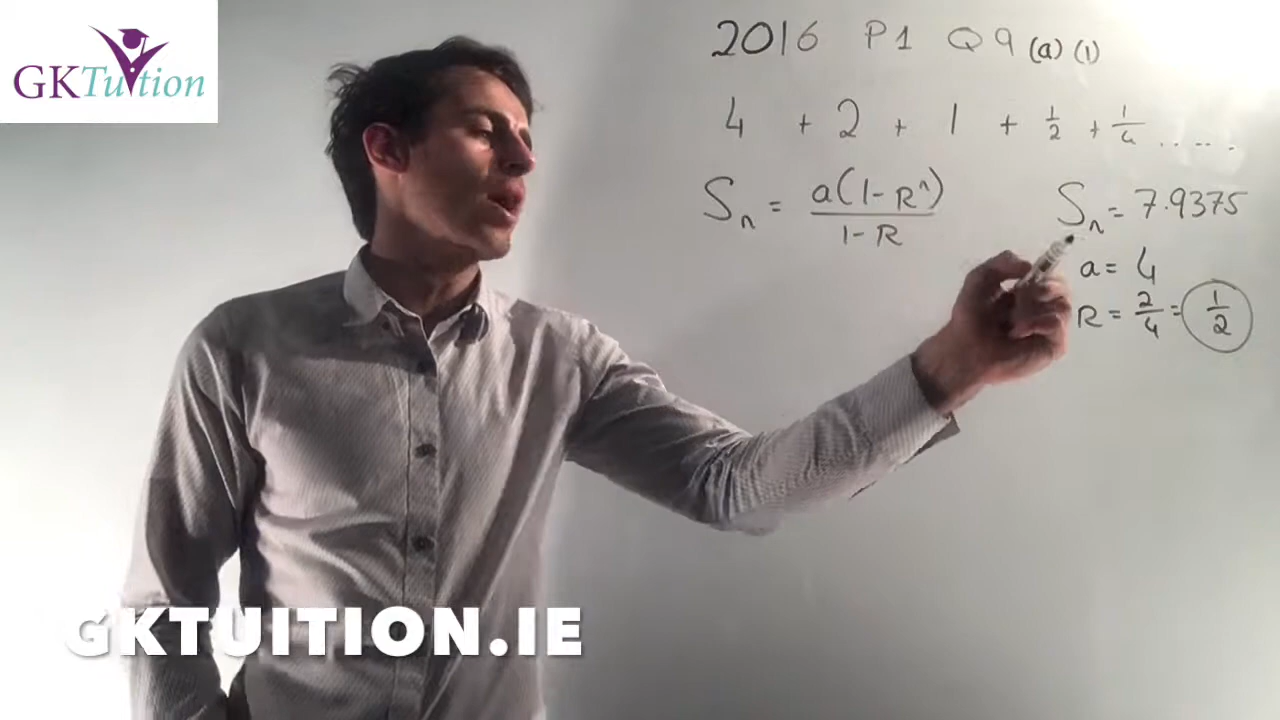 GKTuition
2016 P1 Q9 (a) (1)
4 + 2 + 1 + 1/2 + 1/4 .....
Sn = a(1-R^n) / 1-R
Sn = 7.9375
a = 4
R = 2/4 = 1/2
GKTUITION.IE